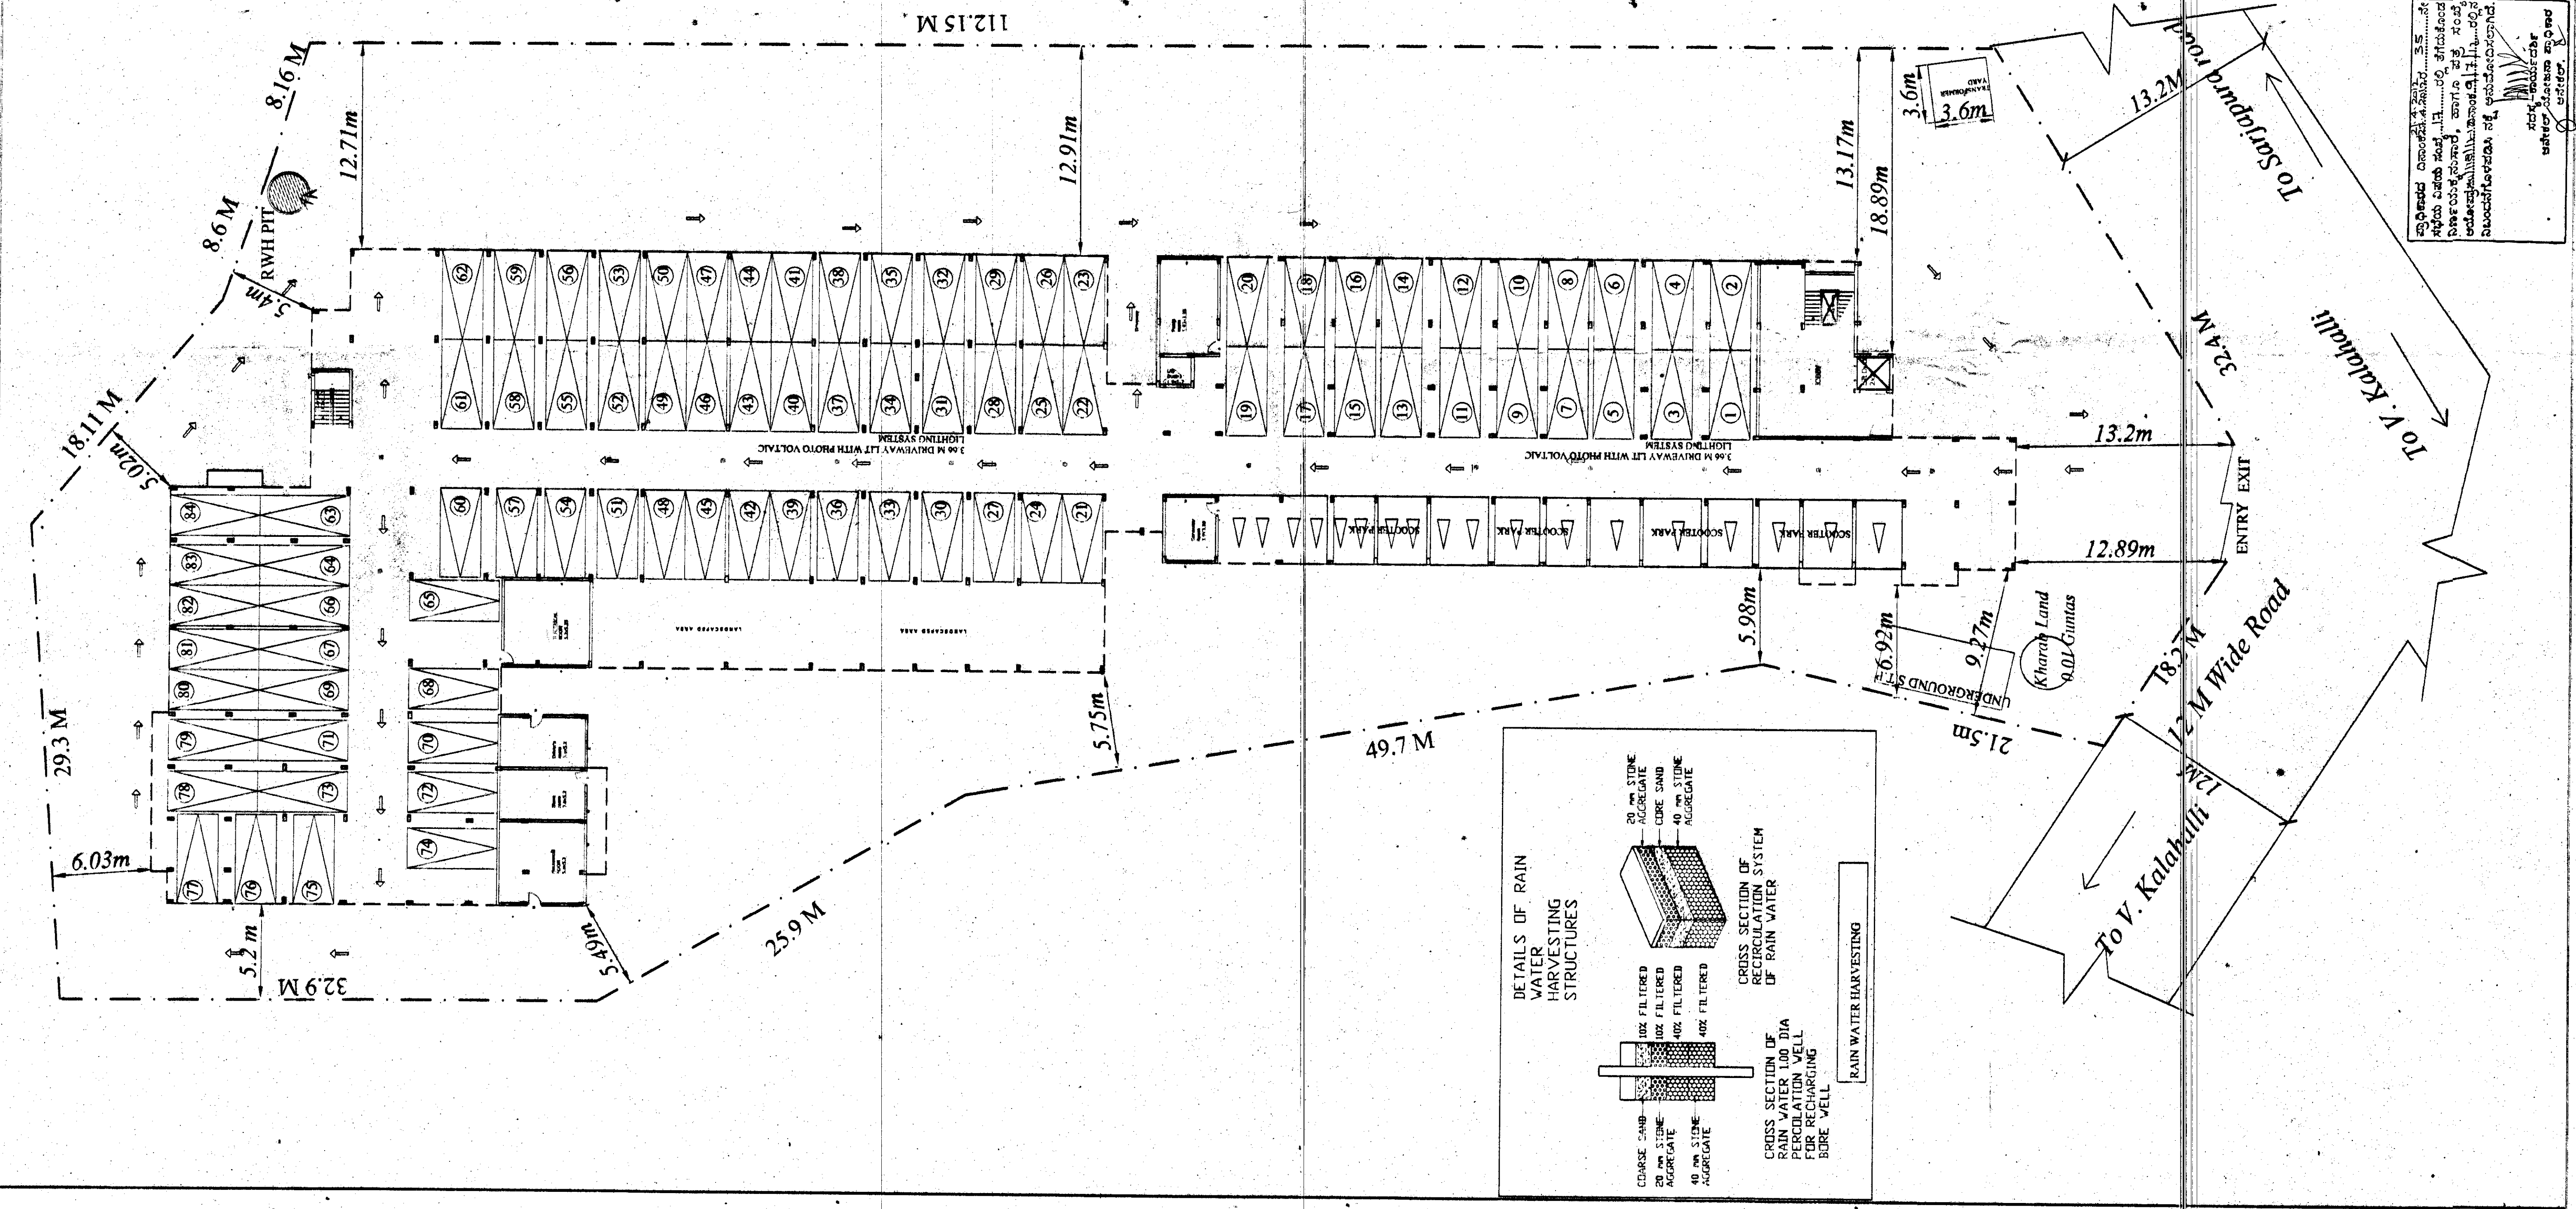 112.15 M
8.16 M
8.6 M
RWH PIT
5.4m
12.71m
12.91m
13.17m
18.89m
3.6m
3.6m
TRANSFORMER
YARD
13.2M
To Sarjapura road
To V. Kalahalli
32.4 M
18.11 M
5.02m
62 59 56 53 50 47 44 41 38 35 32 29 26 23
20 18 16 14 12 10 8 6 4 2
61 58 55 52 49 46 43 40 37 34 31 28 25 22
19 17 15 13 11 9 7 5 3 1
LOBBY
3.66 M DRIVEWAY LIT WITH PHOTO VOLTAIC
LIGHTING SYSTEM
3.66 M DRIVEWAY LIT WITH PHOTO VOLTAIC
LIGHTING SYSTEM
13.2m
ENTRY EXIT
12.89m
60 57 54 51 48 45 42 39 36 33 30 27 24 21
SCOOTER PARK
SCOOTER PARK
SCOOTER PARK
SCOOTER PARK
84 63
83 64
82 66
81 67
80 69
79 71
78 73
77 76 75
65
68
70
72
74
ELECTRICAL
ROOM
LANDSCAPED AREA
LANDSCAPED AREA
29.3 M
6.03m
5.2 m
32.9 M
5.49m
25.9 M
5.75m
49.7 M
5.98m
6.92m
9.27m
UNDERGROUND S.T.P
21.5m
Kharab Land
0.01 Guntas
18.5 M
12 M Wide Road
12M
To V. Kalahalli
DETAILS OF RAIN
WATER
HARVESTING
STRUCTURES
20 mm STONE
AGGREGATE
CORE SAND
40 mm STONE
AGGREGATE
CROSS SECTION OF
RECIRCULATION SYSTEM
OF RAIN WATER
10% FILTERED
10% FILTERED
40% FILTERED
40% FILTERED
COARSE SAND
20 mm STONE
AGGREGATE
40 mm STONE
AGGREGATE
CROSS SECTION OF
RAIN WATER 1.00 DIA
PERCOLATION WELL
FOR RECHARGING
BORE WELL
RAIN WATER HARVESTING